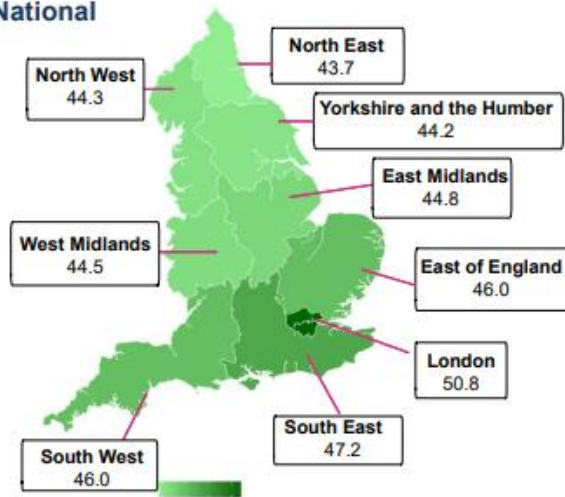 National
North East
43.7
North West
44.3
Yorkshire and the Humber
44.2
East Midlands
44.8
West Midlands
44.5
East of England
46.0
London
50.8
South East
47.2
South West
46.0